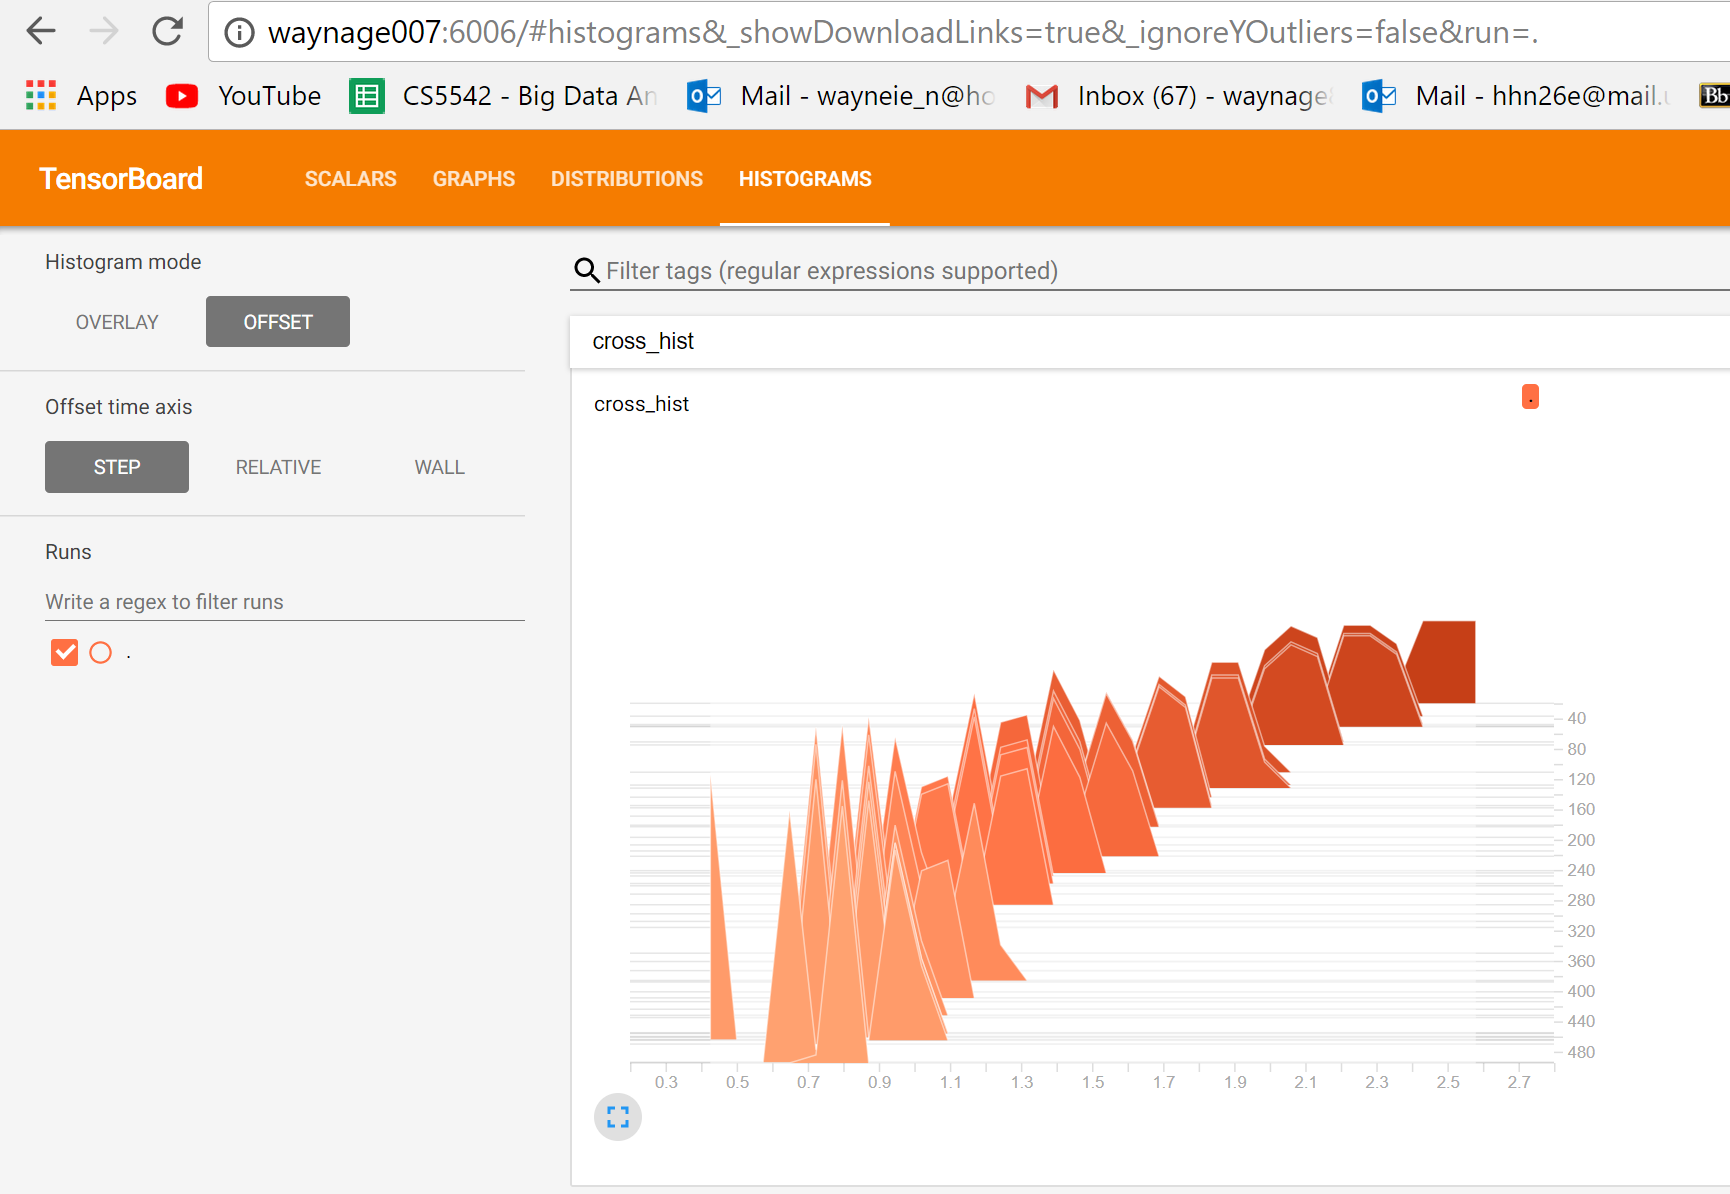 waynage007:6006/#histograms&_showDownloadLinks=true&_ignoreYOutliers=false&run=.
Apps YouTube CS5542 - Big Data An Mail - wayneie_n@ho Inbox (67) - waynage Mail - hhn26e@mail. Bb
TensorBoard SCALARS GRAPHS DISTRIBUTIONS HISTOGRAMS
Histogram mode
OVERLAY OFFSET
Offset time axis
STEP RELATIVE WALL
Runs
Write a regex to filter runs
.
Filter tags (regular expressions supported)
cross_hist
cross_hist
.
40
80
120
160
200
240
280
320
360
400
440
480
0.3 0.5 0.7 0.9 1.1 1.3 1.5 1.7 1.9 2.1 2.3 2.5 2.7